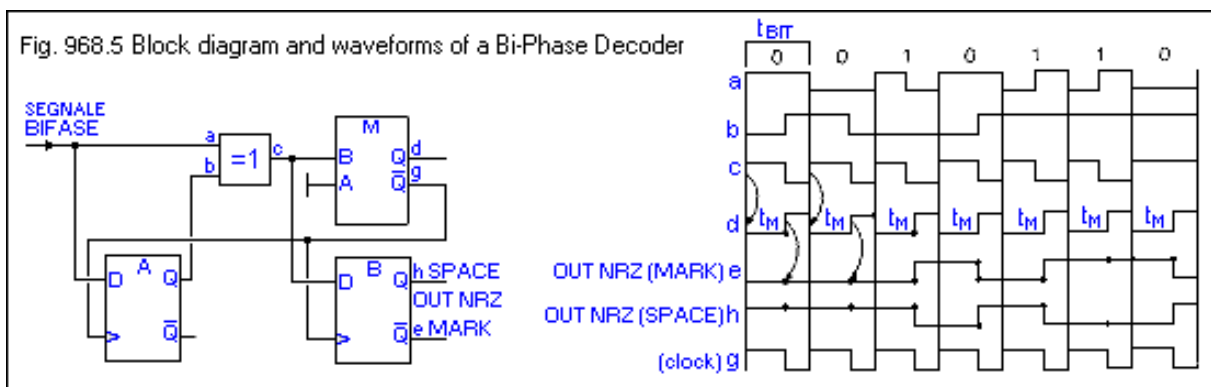 Fig. 968.5 Block diagram and waveforms of a Bi-Phase Decoder
SEGNALE
BIFASE
a
b
=1
c
M
B Q d
A Q̅ g
A
D Q
> Q̅
B
D Q h SPACE
OUT NRZ
> Q̅ e MARK
tBIT
0 0 1 0 1 1 0
a
b
c
d tM tM tM tM tM tM tM
OUT NRZ (MARK) e
OUT NRZ (SPACE) h
(clock) g